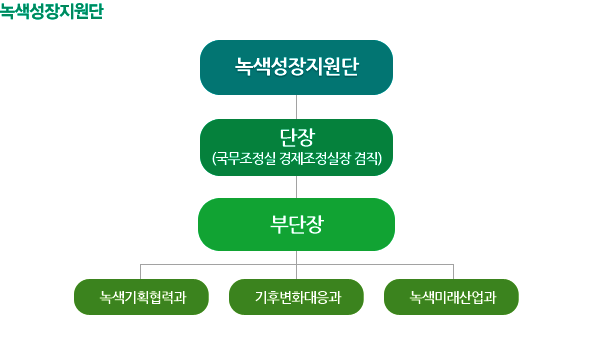 녹색성장지원단
녹색성장지원단
단장
(국무조정실 경제조정실장 겸직)
부단장
녹색기획협력과
기후변화대응과
녹색미래산업과